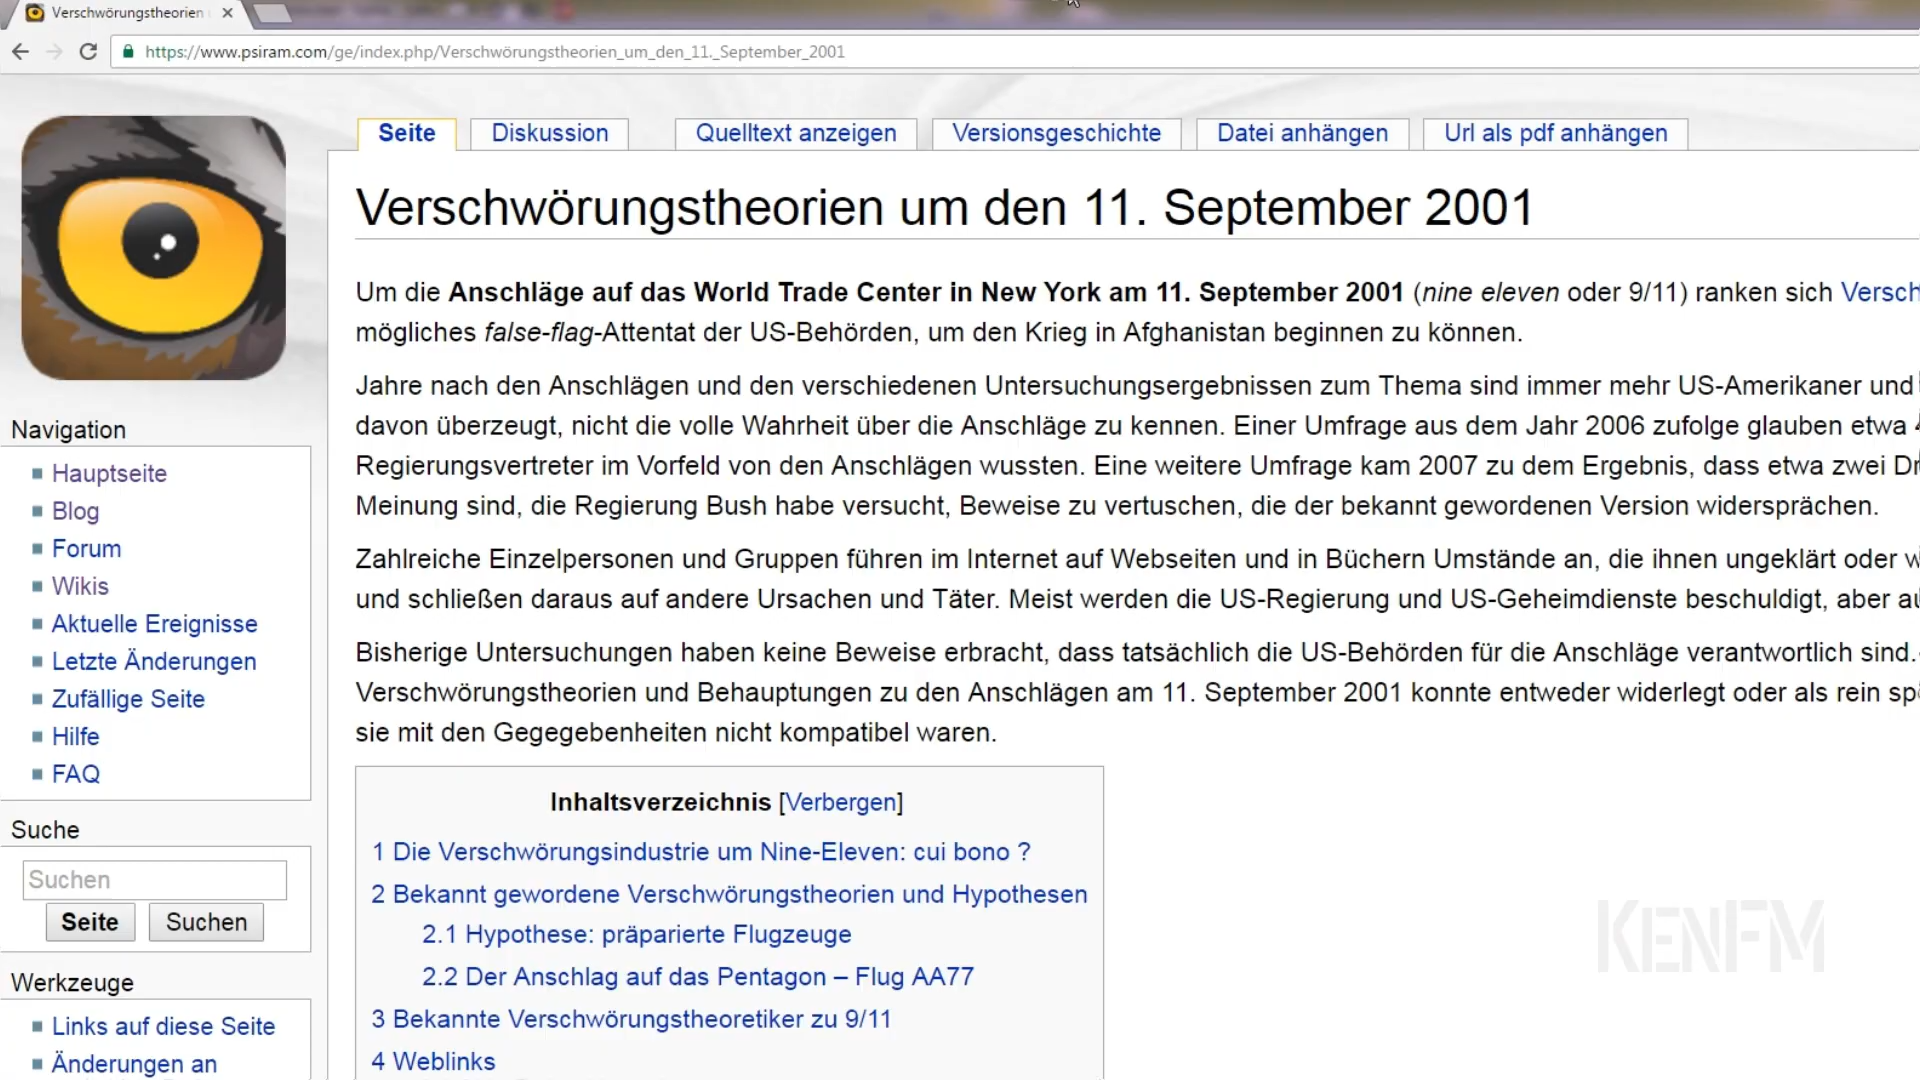 Verschwörungstheorien
https://www.psiram.com/ge/index.php/Verschwörungstheorien_um_den_11._September_2001
Seite
Diskussion
Quelltext anzeigen
Versionsgeschichte
Datei anhängen
Url als pdf anhängen
Verschwörungstheorien um den 11. September 2001
Um die Anschläge auf das World Trade Center in New York am 11. September 2001 (nine eleven oder 9/11) ranken sich
mögliches false-flag-Attentat der US-Behörden, um den Krieg in Afghanistan beginnen zu können.
Jahre nach den Anschlägen und den verschiedenen Untersuchungsergebnissen zum Thema sind immer mehr US-Amerikaner und
davon überzeugt, nicht die volle Wahrheit über die Anschläge zu kennen. Einer Umfrage aus dem Jahr 2006 zufolge glauben etwa
Regierungsvertreter im Vorfeld von den Anschlägen wussten. Eine weitere Umfrage kam 2007 zu dem Ergebnis, dass etwa zwei
Meinung sind, die Regierung Bush habe versucht, Beweise zu vertuschen, die der bekannt gewordenen Version widersprächen.
Zahlreiche Einzelpersonen und Gruppen führen im Internet auf Webseiten und in Büchern Umstände an, die ihnen ungeklärt oder
und schließen daraus auf andere Ursachen und Täter. Meist werden die US-Regierung und US-Geheimdienste beschuldigt, aber
Bisherige Untersuchungen haben keine Beweise erbracht, dass tatsächlich die US-Behörden für die Anschläge verantwortlich sind.
Verschwörungstheorien und Behauptungen zu den Anschlägen am 11. September 2001 konnte entweder widerlegt oder als rein
sie mit den Gegegebenheiten nicht kompatibel waren.
Inhaltsverzeichnis [Verbergen]
1 Die Verschwörungsindustrie um Nine-Eleven: cui bono ?
2 Bekannt gewordene Verschwörungstheorien und Hypothesen
2.1 Hypothese: präparierte Flugzeuge
2.2 Der Anschlag auf das Pentagon – Flug AA77
3 Bekannte Verschwörungstheoretiker zu 9/11
4 Weblinks
Navigation
Hauptseite
Blog
Forum
Wikis
Aktuelle Ereignisse
Letzte Änderungen
Zufällige Seite
Hilfe
FAQ
Suche
Suchen
Seite
Suchen
Werkzeuge
Links auf diese Seite
Änderungen an
KENFM